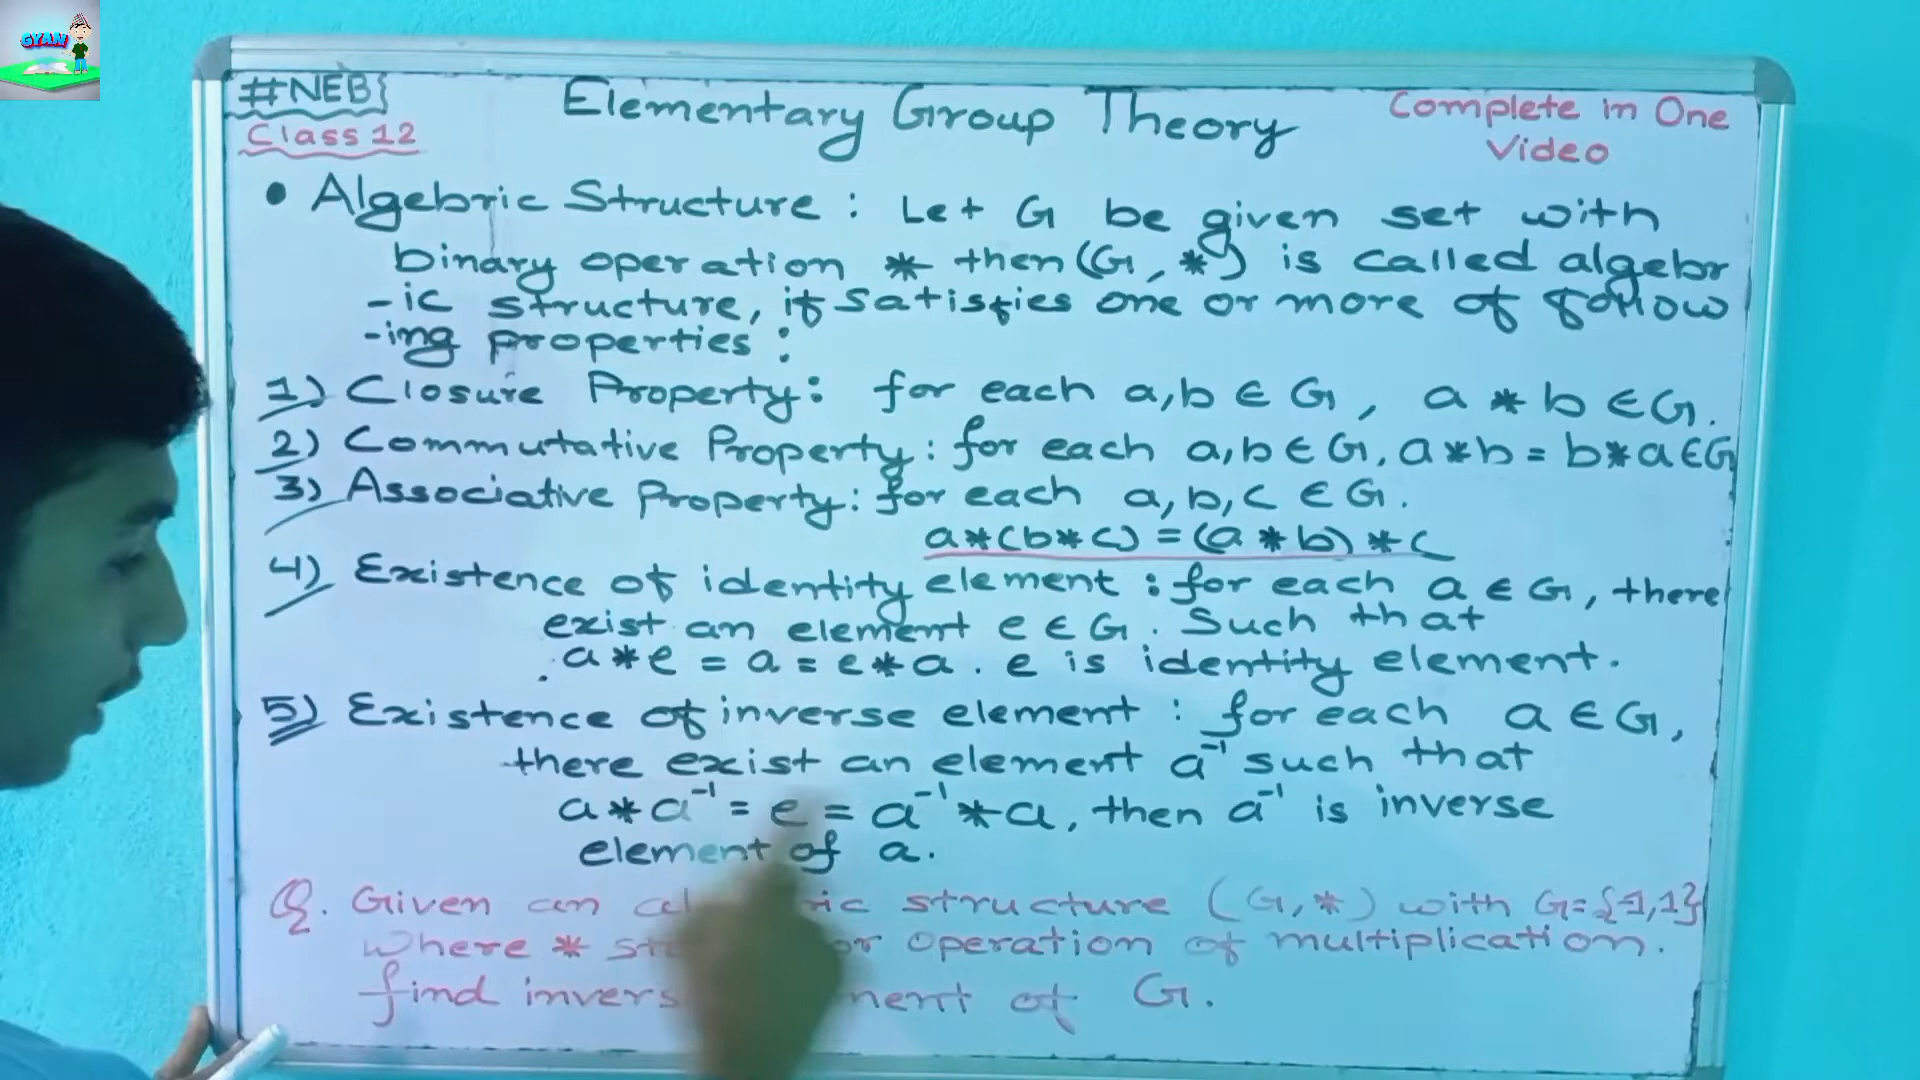 GYAN
#NEB}
Elementary Group Theory
Complete in One
Video
Class 12
• Algebric Structure : Let G be given set with
binary operation * then (G, *) is called algebr
-ic structure, if satisfies one or more of follow
-ing properties :
1) Closure Property : for each a, b ∈ G, a * b ∈ G.
2) Commutative Property : for each a, b ∈ G, a * b = b * a ∈ G
3) Associative Property : for each a, b, c ∈ G.
a * (b * c) = (a * b) * c
4) Existence of identity element : for each a ∈ G, there
exist an element e ∈ G. Such that
a * e = a = e * a. e is identity element.
5) Existence of inverse element : for each a ∈ G,
there exist an element a⁻¹ such that
a * a⁻¹ = e = a⁻¹ * a, then a⁻¹ is inverse
element of a.
Q. Given an structure (G, *) with G = {-1, 1}
where * operation of multiplication.
find of G.